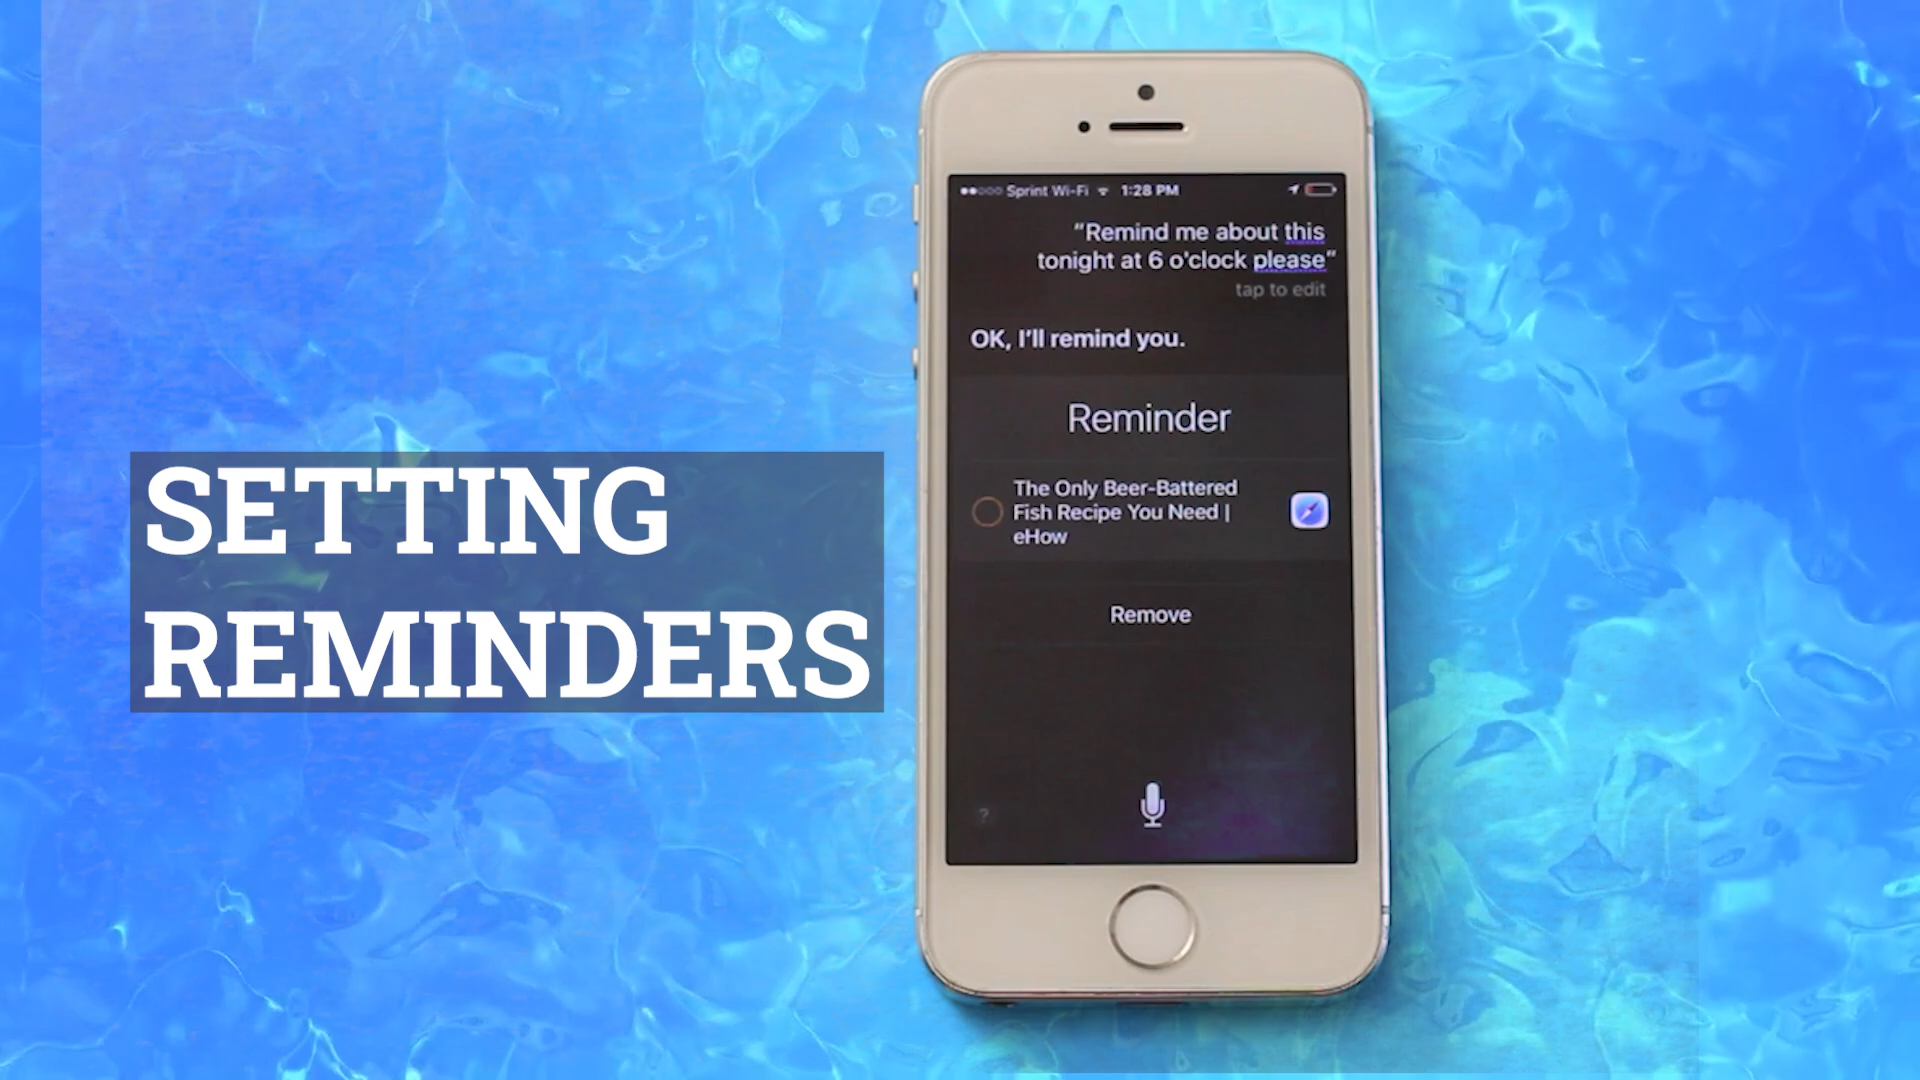 SETTING
REMINDERS
Sprint Wi-Fi 1:28 PM
“Remind me about this
tonight at 6 o'clock please”
tap to edit
OK, I'll remind you.
Reminder
The Only Beer-Battered
Fish Recipe You Need |
eHow
Remove
?